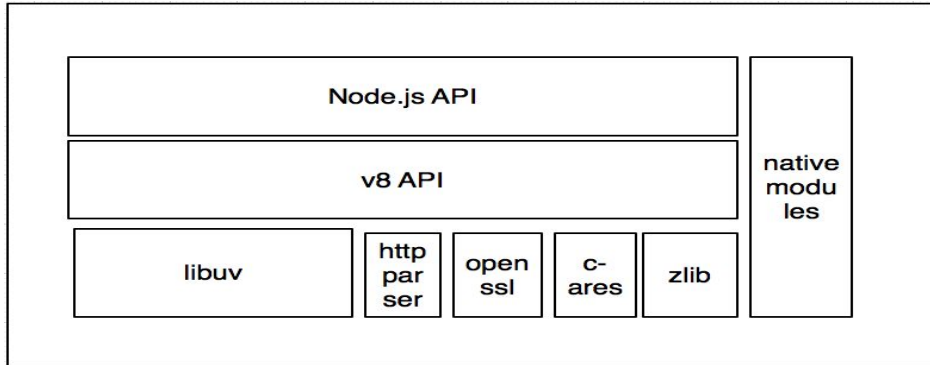 Node.js API
v8 API
native
modu
les
libuv
http
par
ser
open
ssl
c-
ares
zlib